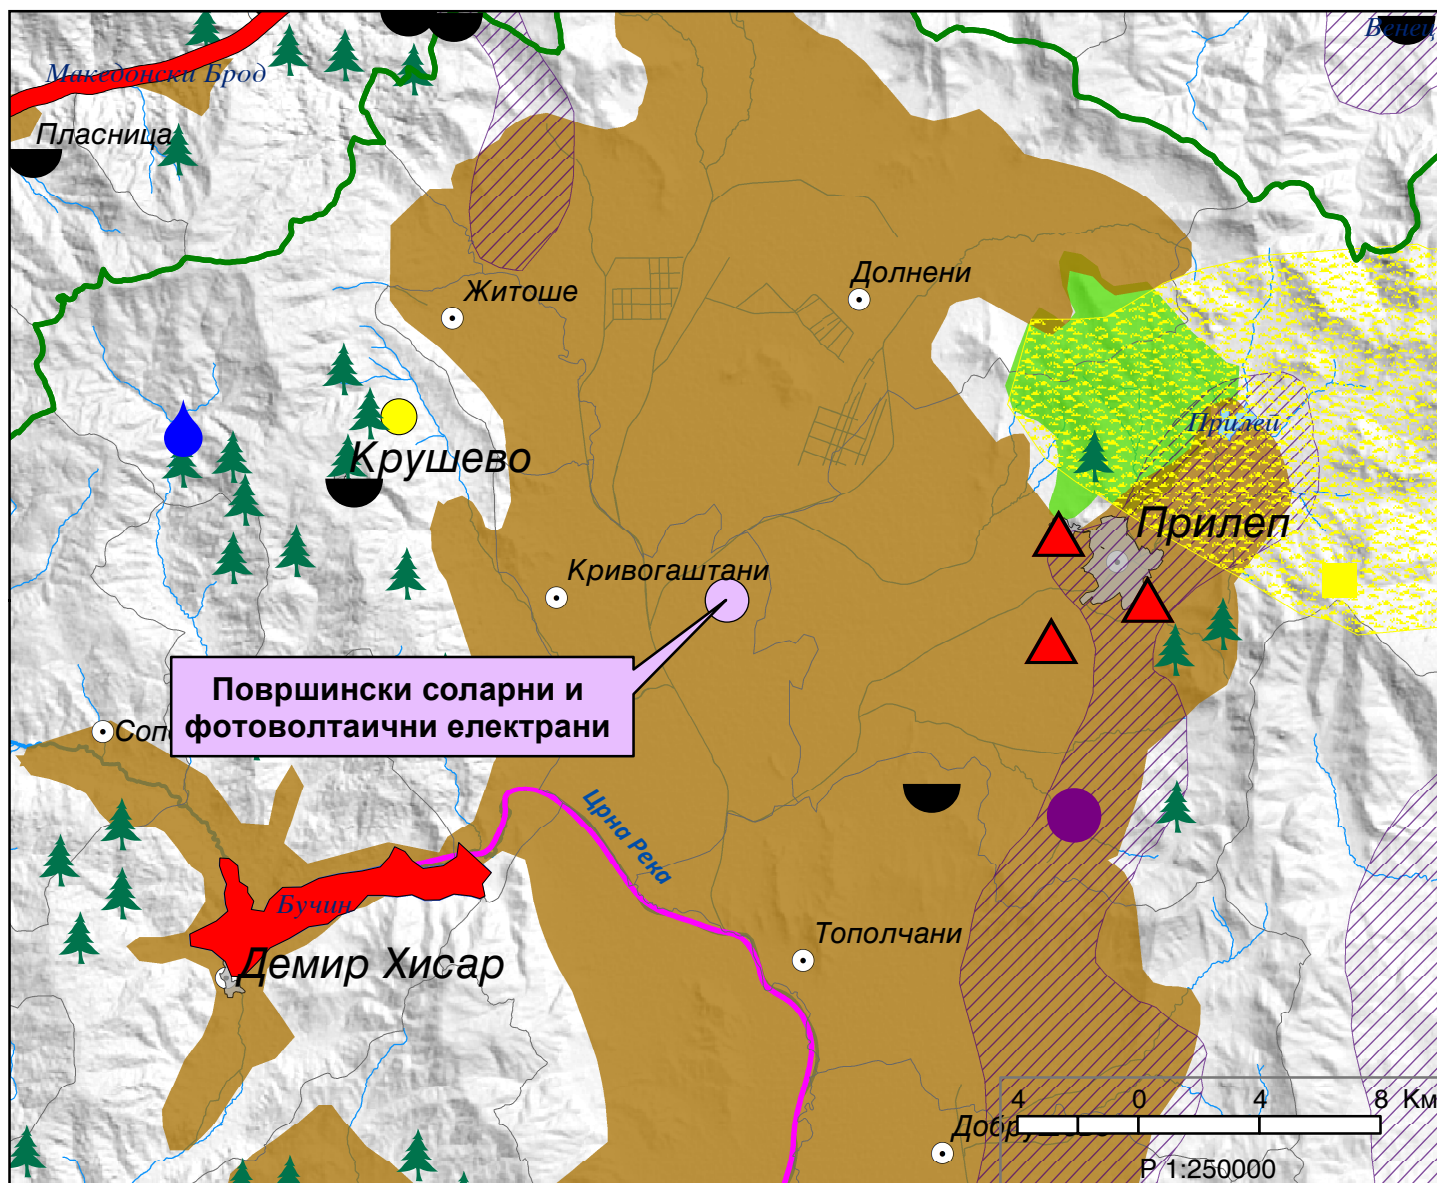 Венец
Македонски Брод
Пласница
Долнени
Житоше
Прилеп
Крушево
Прилеп
Кривогаштани
Површински соларни и
фотоволтаични електрани
Црна Река
Бучин
Тополчани
Демир Хисар
4 0 4 8 Км
Р 1:250000